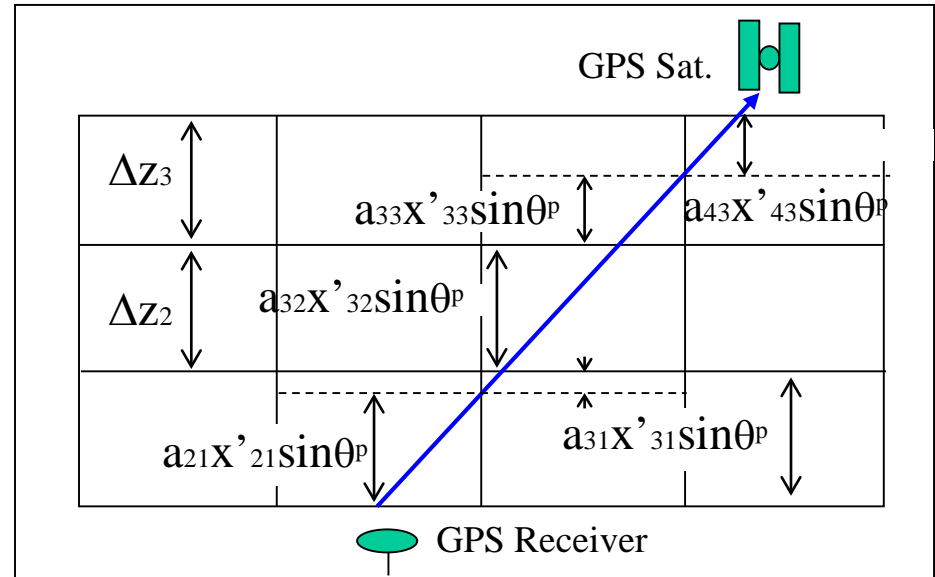 GPS Sat.
Δz3
a33x’33sinθᵖ
a43x’43sinθᵖ
Δz2
a32x’32sinθᵖ
a21x’21sinθᵖ
a31x’31sinθᵖ
GPS Receiver